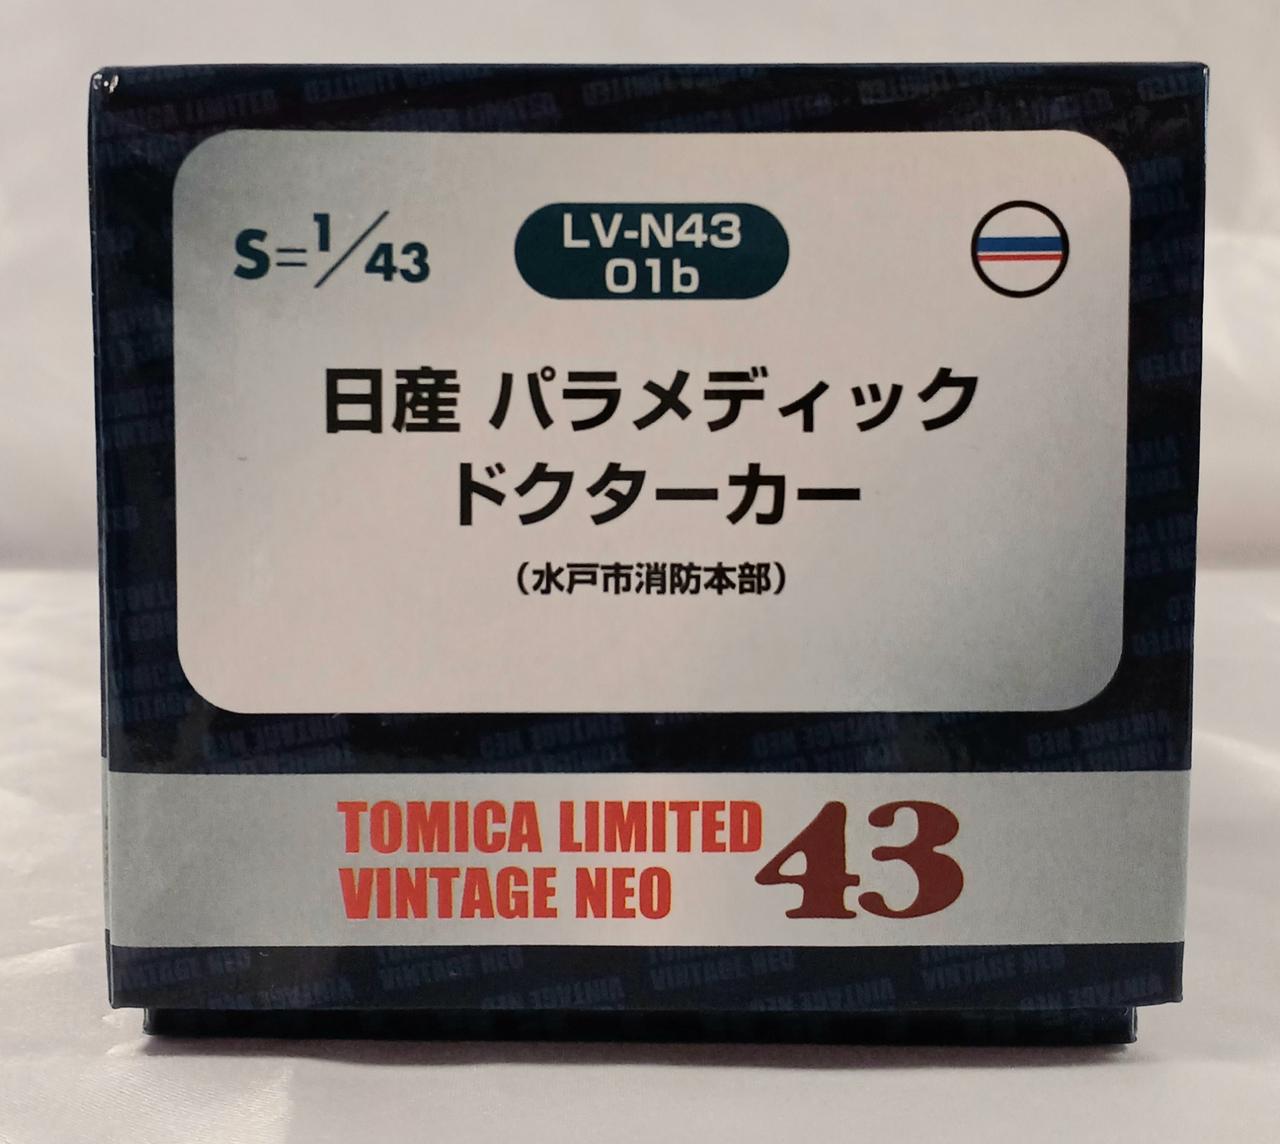 S=1/43
LV-N43
01b
日産 パラメディック
ドクターカー
（水戸市消防本部）
TOMICA LIMITED
VINTAGE NEO
43